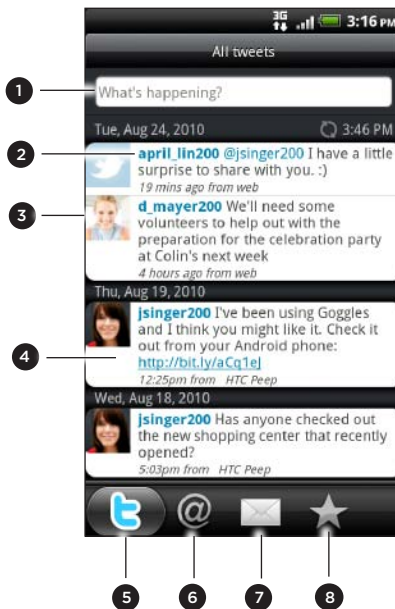 3G 3:16 PM
All tweets
1
What's happening?
Tue, Aug 24, 2010 3:46 PM
2
april_lin200 @jsinger200 I have a little
surprise to share with you. :)
19 mins ago from web
3
d_mayer200 We'll need some
volunteers to help out with the
preparation for the celebration party
at Colin's next week
4 hours ago from web
Thu, Aug 19, 2010
jsinger200 I've been using Goggles
and I think you might like it. Check it
4
out from your Android phone:
http://bit.ly/aCq1eJ
12:25pm from HTC Peep
Wed, Aug 18, 2010
jsinger200 Has anyone checked out
the new shopping center that recently
opened?
5:03pm from HTC Peep
t @
5 6 7 8